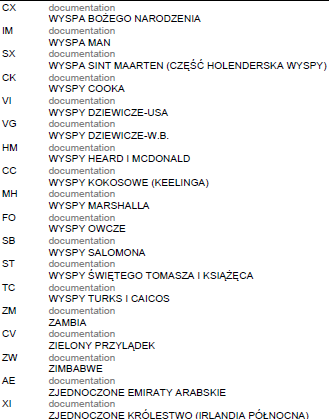 CX documentation
WYSPA BOŻEGO NARODZENIA
IM documentation
WYSPA MAN
SX documentation
WYSPA SINT MAARTEN (CZĘŚĆ HOLENDERSKA WYSPY)
CK documentation
WYSPY COOKA
VI documentation
WYSPY DZIEWICZE-USA
VG documentation
WYSPY DZIEWICZE-W.B.
HM documentation
WYSPY HEARD I MCDONALD
CC documentation
WYSPY KOKOSOWE (KEELINGA)
MH documentation
WYSPY MARSHALLA
FO documentation
WYSPY OWCZE
SB documentation
WYSPY SALOMONA
ST documentation
WYSPY ŚWIĘTEGO TOMASZA I KSIĄŻĘCA
TC documentation
WYSPY TURKS I CAICOS
ZM documentation
ZAMBIA
CV documentation
ZIELONY PRZYLĄDEK
ZW documentation
ZIMBABWE
AE documentation
ZJEDNOCZONE EMIRATY ARABSKIE
XI documentation
ZJEDNOCZONE KRÓLESTWO (IRLANDIA PÓŁNOCNA)